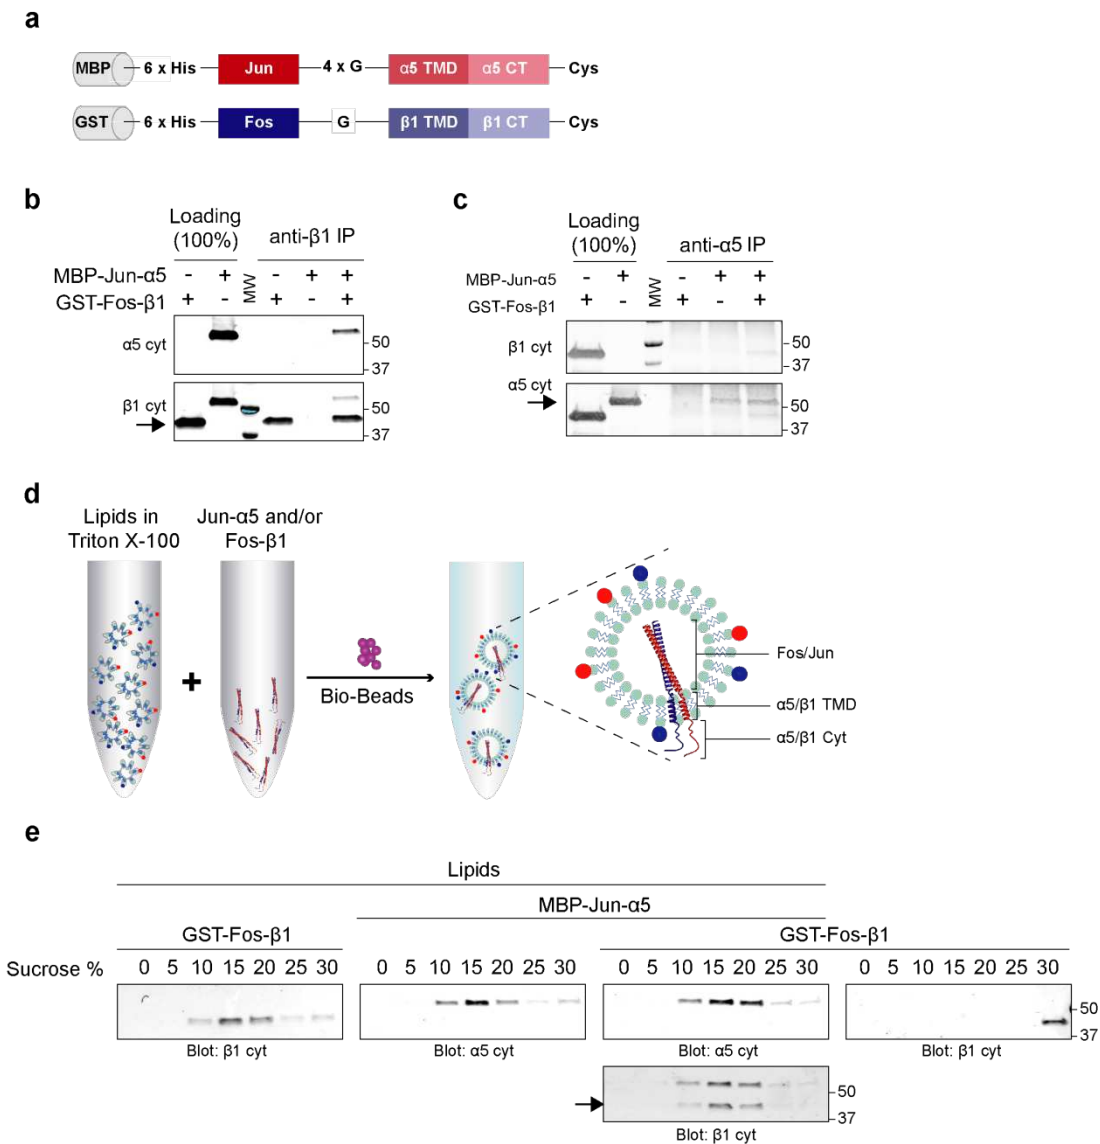 a
MBP 6 x His Jun 4 x G α5 TMD α5 CT Cys
GST 6 x His Fos G β1 TMD β1 CT Cys
b
Loading
(100%)
anti-β1 IP
MBP-Jun-α5 - + MW - + +
GST-Fos-β1 + - + - +
α5 cyt
50
37
β1 cyt
50
37
c
Loading
(100%)
anti-α5 IP
MBP-Jun-α5 - + MW - + +
GST-Fos-β1 + - + - +
β1 cyt
50
37
α5 cyt
50
37
d
Lipids in
Triton X-100
Jun-α5 and/or
Fos-β1
+
Bio-Beads
Fos/Jun
α5/β1 TMD
α5/β1 Cyt
e
Lipids
MBP-Jun-α5
GST-Fos-β1 GST-Fos-β1
Sucrose % 0 5 10 15 20 25 30 0 5 10 15 20 25 30 0 5 10 15 20 25 30 0 5 10 15 20 25 30
50
37
Blot: β1 cyt Blot: α5 cyt Blot: α5 cyt Blot: β1 cyt
50
37
Blot: β1 cyt